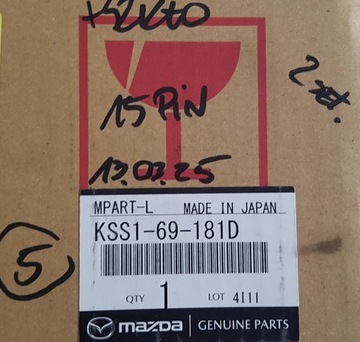 15 PiN
2 szt.
13.03.25
MPART-L MADE IN JAPAN
KSS1-69-181D
5
QTY 1 LOT 4I11
mazda GENUINE PARTS